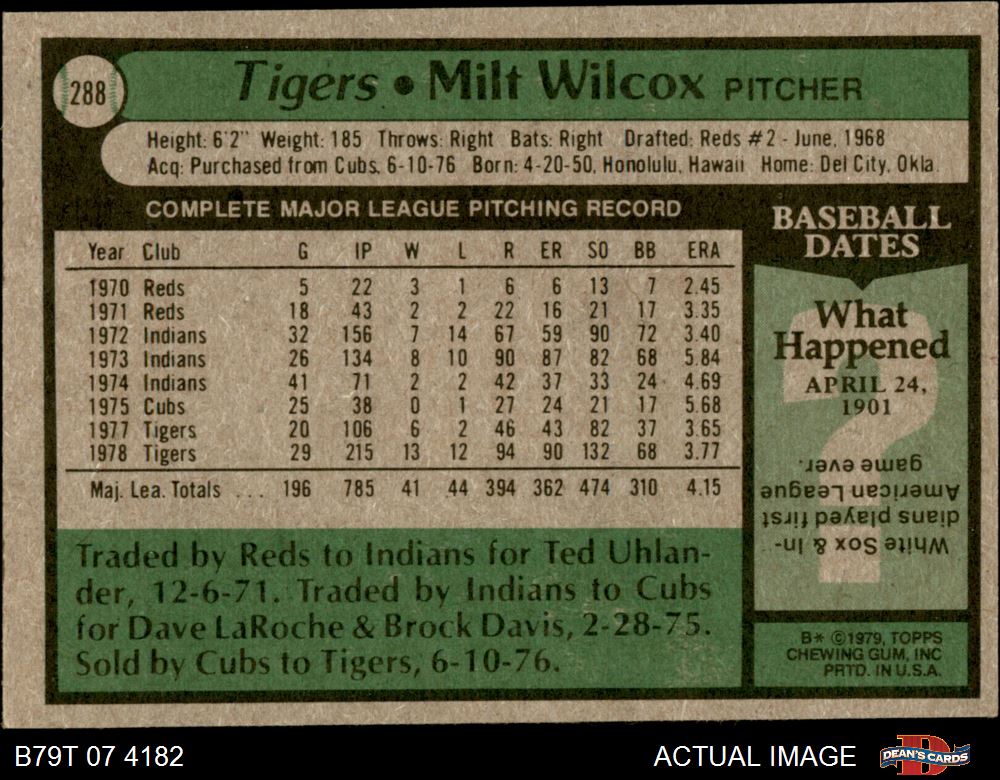 288
Tigers • Milt Wilcox PITCHER
Height: 6'2" Weight: 185 Throws: Right Bats: Right Drafted: Reds #2 - June, 1968
Acq: Purchased from Cubs, 6-10-76 Born: 4-20-50, Honolulu, Hawaii Home: Del City, Okla.
COMPLETE MAJOR LEAGUE PITCHING RECORD
Year Club G IP W L R ER SO BB ERA
1970 Reds 5 22 3 1 6 6 13 7 2.45
1971 Reds 18 43 2 2 22 16 21 17 3.35
1972 Indians 32 156 7 14 67 59 90 72 3.40
1973 Indians 26 134 8 10 90 87 82 68 5.84
1974 Indians 41 71 2 2 42 37 33 24 4.69
1975 Cubs 25 38 0 1 27 24 21 17 5.68
1977 Tigers 20 106 6 2 46 43 82 37 3.65
1978 Tigers 29 215 13 12 94 90 132 68 3.77
Maj. Lea. Totals ... 196 785 41 44 394 362 474 310 4.15
Traded by Reds to Indians for Ted Uhlan-
der, 12-6-71. Traded by Indians to Cubs
for Dave LaRoche & Brock Davis, 2-28-75.
Sold by Cubs to Tigers, 6-10-76.
BASEBALL
DATES
What
Happened
APRIL 24,
1901
White Sox & In-
dians played first
American League
game ever.
B* ©1979, TOPPS
CHEWING GUM, INC
PRTD. IN U.S.A.
B79T 07 4182
ACTUAL IMAGE
D
DEAN'S CARDS